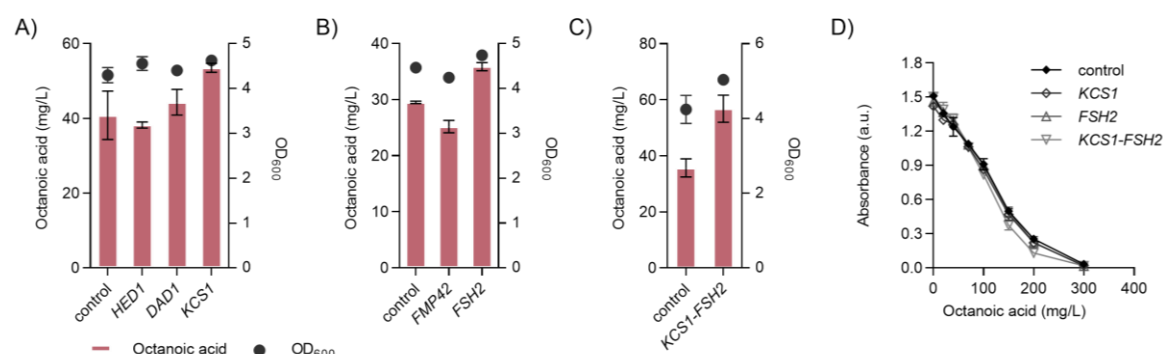 A)
Octanoic acid (mg/L)
60
40
20
0
5
4
3
2
1
0
OD600
control
HED1
DAD1
KCS1
B)
Octanoic acid (mg/L)
40
30
20
10
0
5
4
3
2
1
0
OD600
control
FMP42
FSH2
C)
Octanoic acid (mg/L)
80
60
40
20
0
6
4
2
0
OD600
control
KCS1-FSH2
D)
Absorbance (a.u.)
1.8
1.5
1.2
0.9
0.6
0.3
0.0
0
100
200
300
400
Octanoic acid (mg/L)
control
KCS1
FSH2
KCS1-FSH2
Octanoic acid
OD600